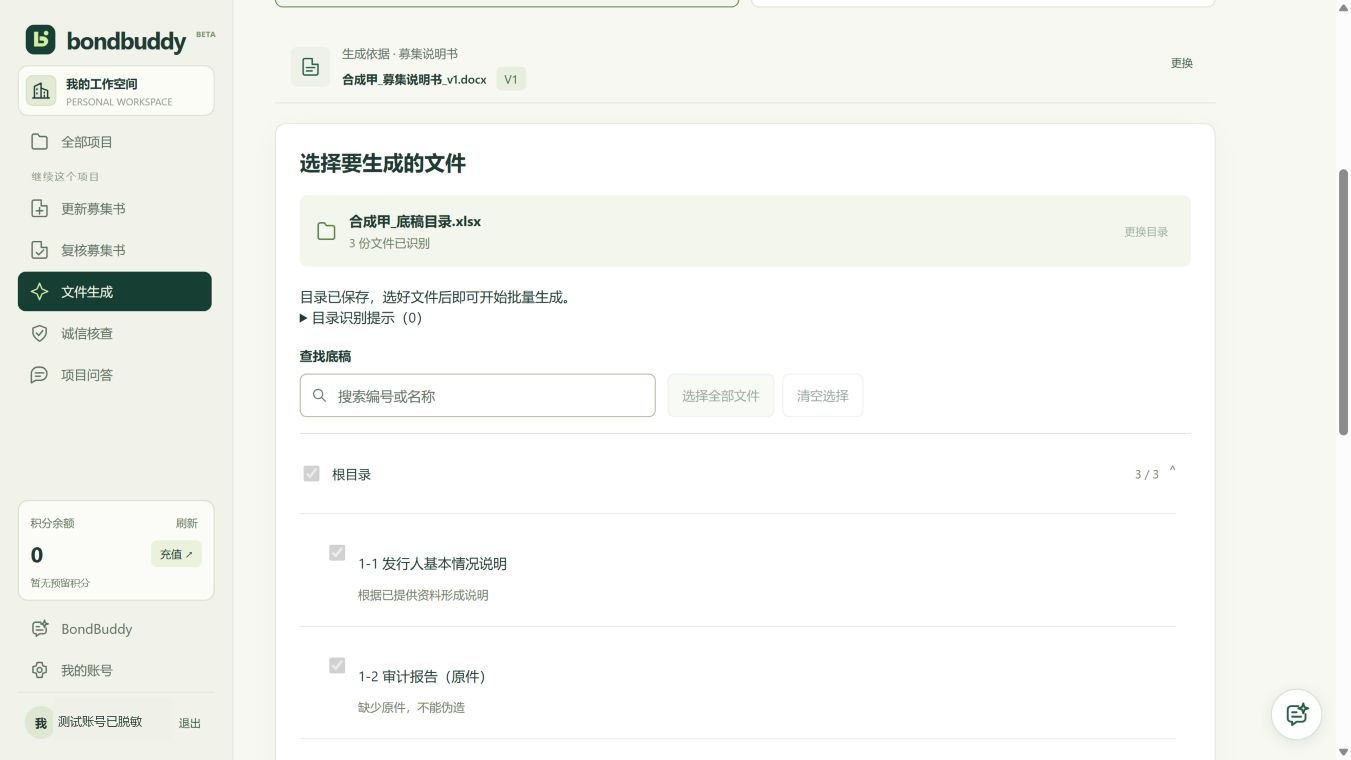 bondbuddy BETA
我的工作空间
PERSONAL WORKSPACE
全部项目
继续这个项目
更新募集书
复核募集书
文件生成
诚信核查
项目问答
积分余额 刷新
0 充值 ↗
暂无预留积分
BondBuddy
我的账号
我 测试账号已脱敏 退出
生成依据 · 募集说明书
合成甲_募集说明书_v1.docx V1
更换
选择要生成的文件
合成甲_底稿目录.xlsx
3 份文件已识别
更换目录
目录已保存，选好文件后即可开始批量生成。
▶ 目录识别提示（0）
查找底稿
搜索编号或名称 选择全部文件 清空选择
根目录 3 / 3 ^
1-1 发行人基本情况说明
根据已提供资料形成说明
1-2 审计报告（原件）
缺少原件，不能伪造